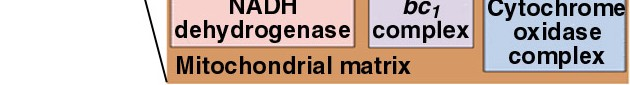 NADH
dehydrogenase
bc1
complex
Cytochrome
oxidase
complex
Mitochondrial matrix